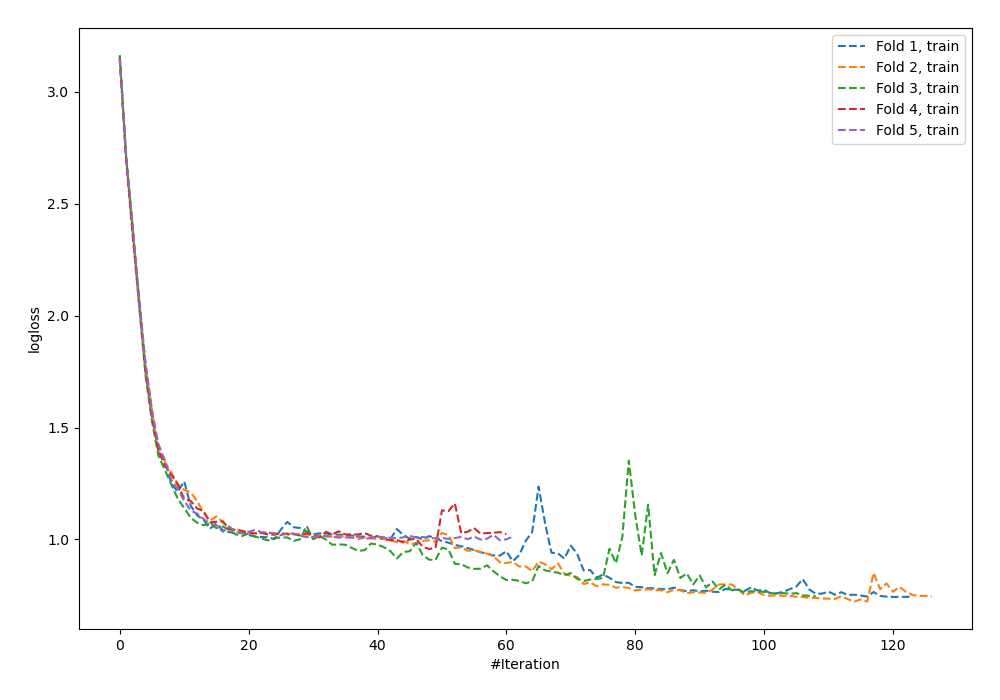 Fold 1, train
Fold 2, train
Fold 3, train
Fold 4, train
Fold 5, train
3.0
2.5
2.0
1.5
1.0
logloss
0
20
40
60
80
100
120
#Iteration